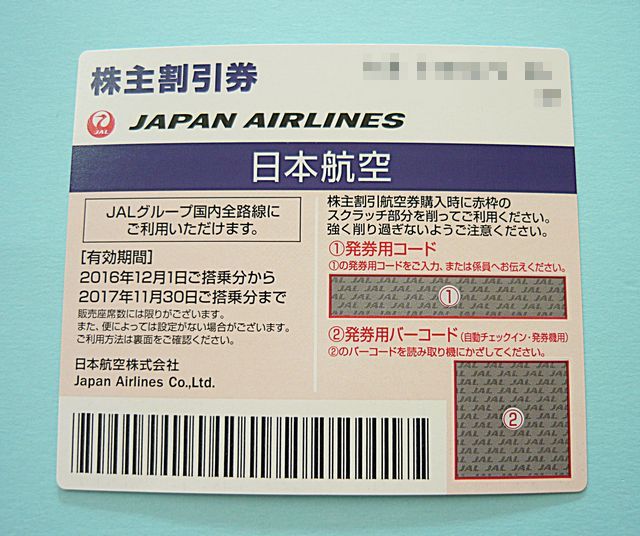 株主割引券
JAL
JAPAN AIRLINES
日本航空
JALグループ国内全路線に
ご利用いただけます。
[有効期間]
2016年12月1日ご搭乗分から
2017年11月30日ご搭乗分まで
販売座席数には限りがございます。
また、便によっては設定がない場合がございます。
ご利用方法は裏面をご確認ください。
日本航空株式会社
Japan Airlines Co.,Ltd.
株主割引航空券購入時に赤枠の
スクラッチ部分を削ってご利用ください。
強く削り過ぎないようご注意ください。
①発券用コード
①の発券用コードをご入力、または係員へお伝えください。
①
②発券用バーコード(自動チェックイン・発券機用)
②のバーコードを読み取り機にかざしてください。
②